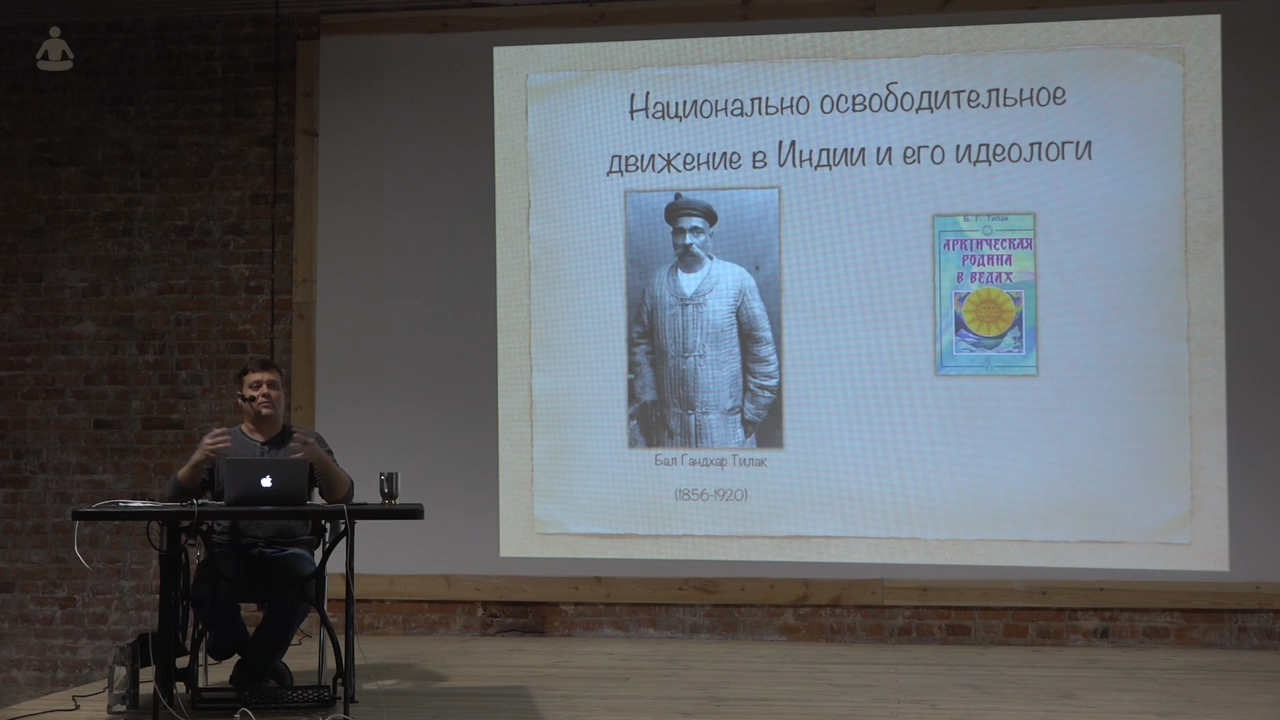 Национально освободительное
движение в Индии и его идеологи
Б. Г. Тилак
АРКТИЧЕСКАЯ
РОДИНА
В ВЕДАХ
Бал Гандхар Тилак
(1856-1920)